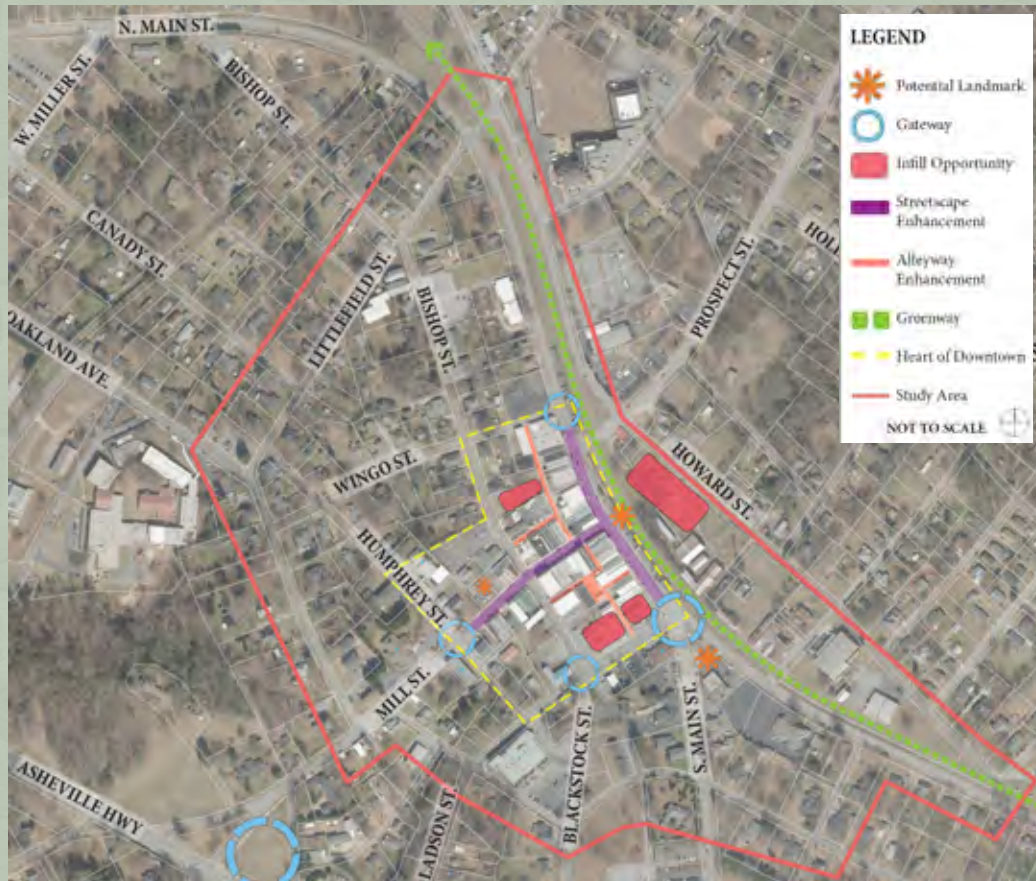 N. MAIN ST.
W. MILLER ST.
BISHOP ST.
CANADY ST.
OAKLAND AVE.
LITTLEFIELD ST.
BISHOP ST.
PROSPECT ST.
WINGO ST.
HOWARD ST.
HUMPHREY ST.
MILL ST.
ASHEVILLE HWY
LADSON ST.
BLACKSTOCK ST.
S. MAIN ST.
LEGEND
Potential Landmark
Gateway
Infill Opportunity
Streetscape
Enhancement
Alleyway
Enhancement
Greenway
Heart of Downtown
Study Area
NOT TO SCALE